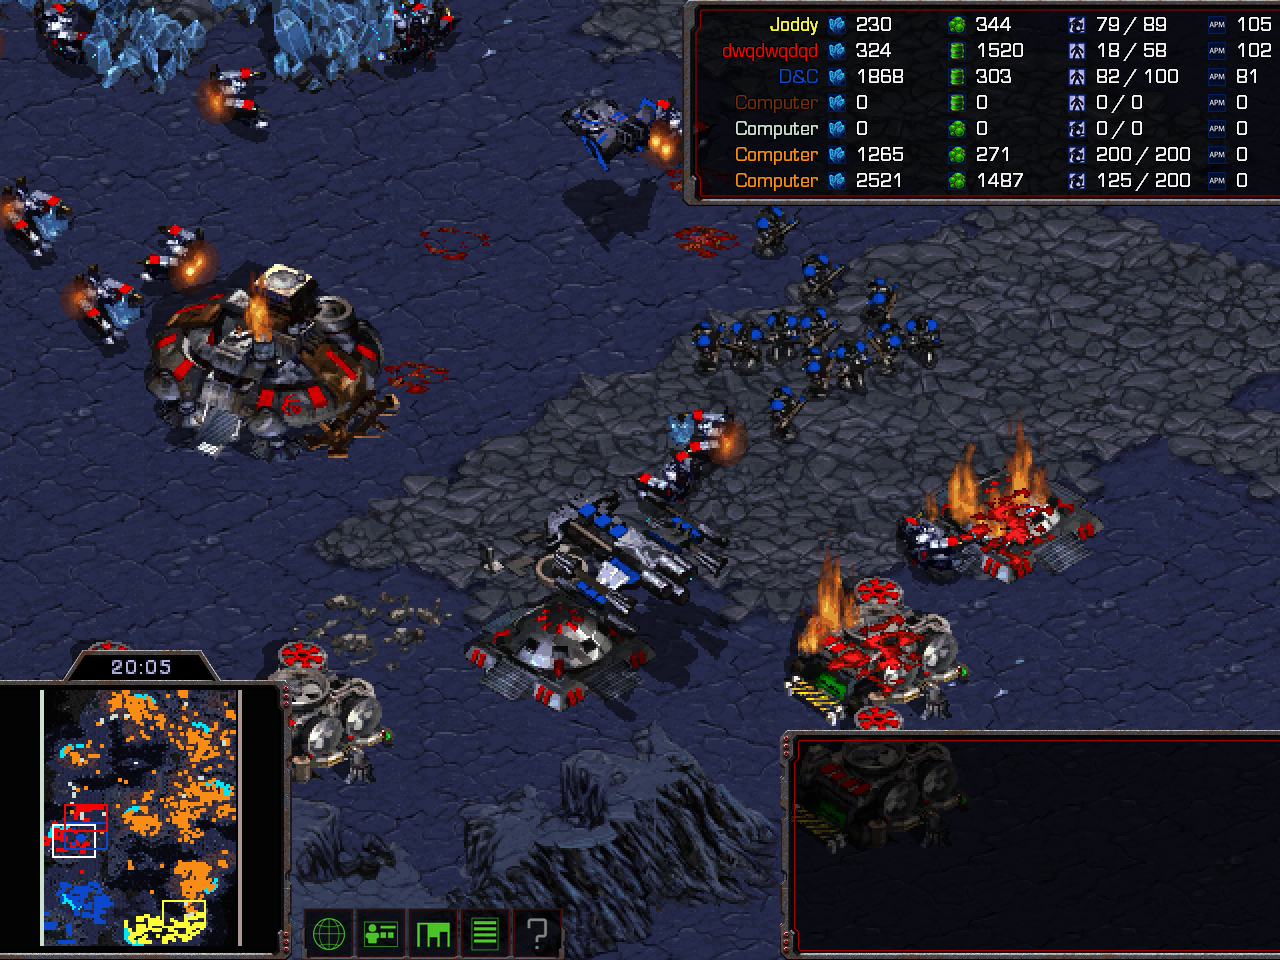 Joddy 230 344 79 / 89 APM 105
dwqdwqdqd 324 1520 18 / 58 APM 102
D&C 1868 303 82 / 100 APM 81
Computer 0 0 0 / 0 APM 0
Computer 0 0 0 / 0 APM 0
Computer 1265 271 200 / 200 APM 0
Computer 2521 1487 125 / 200 APM 0
20:05
?